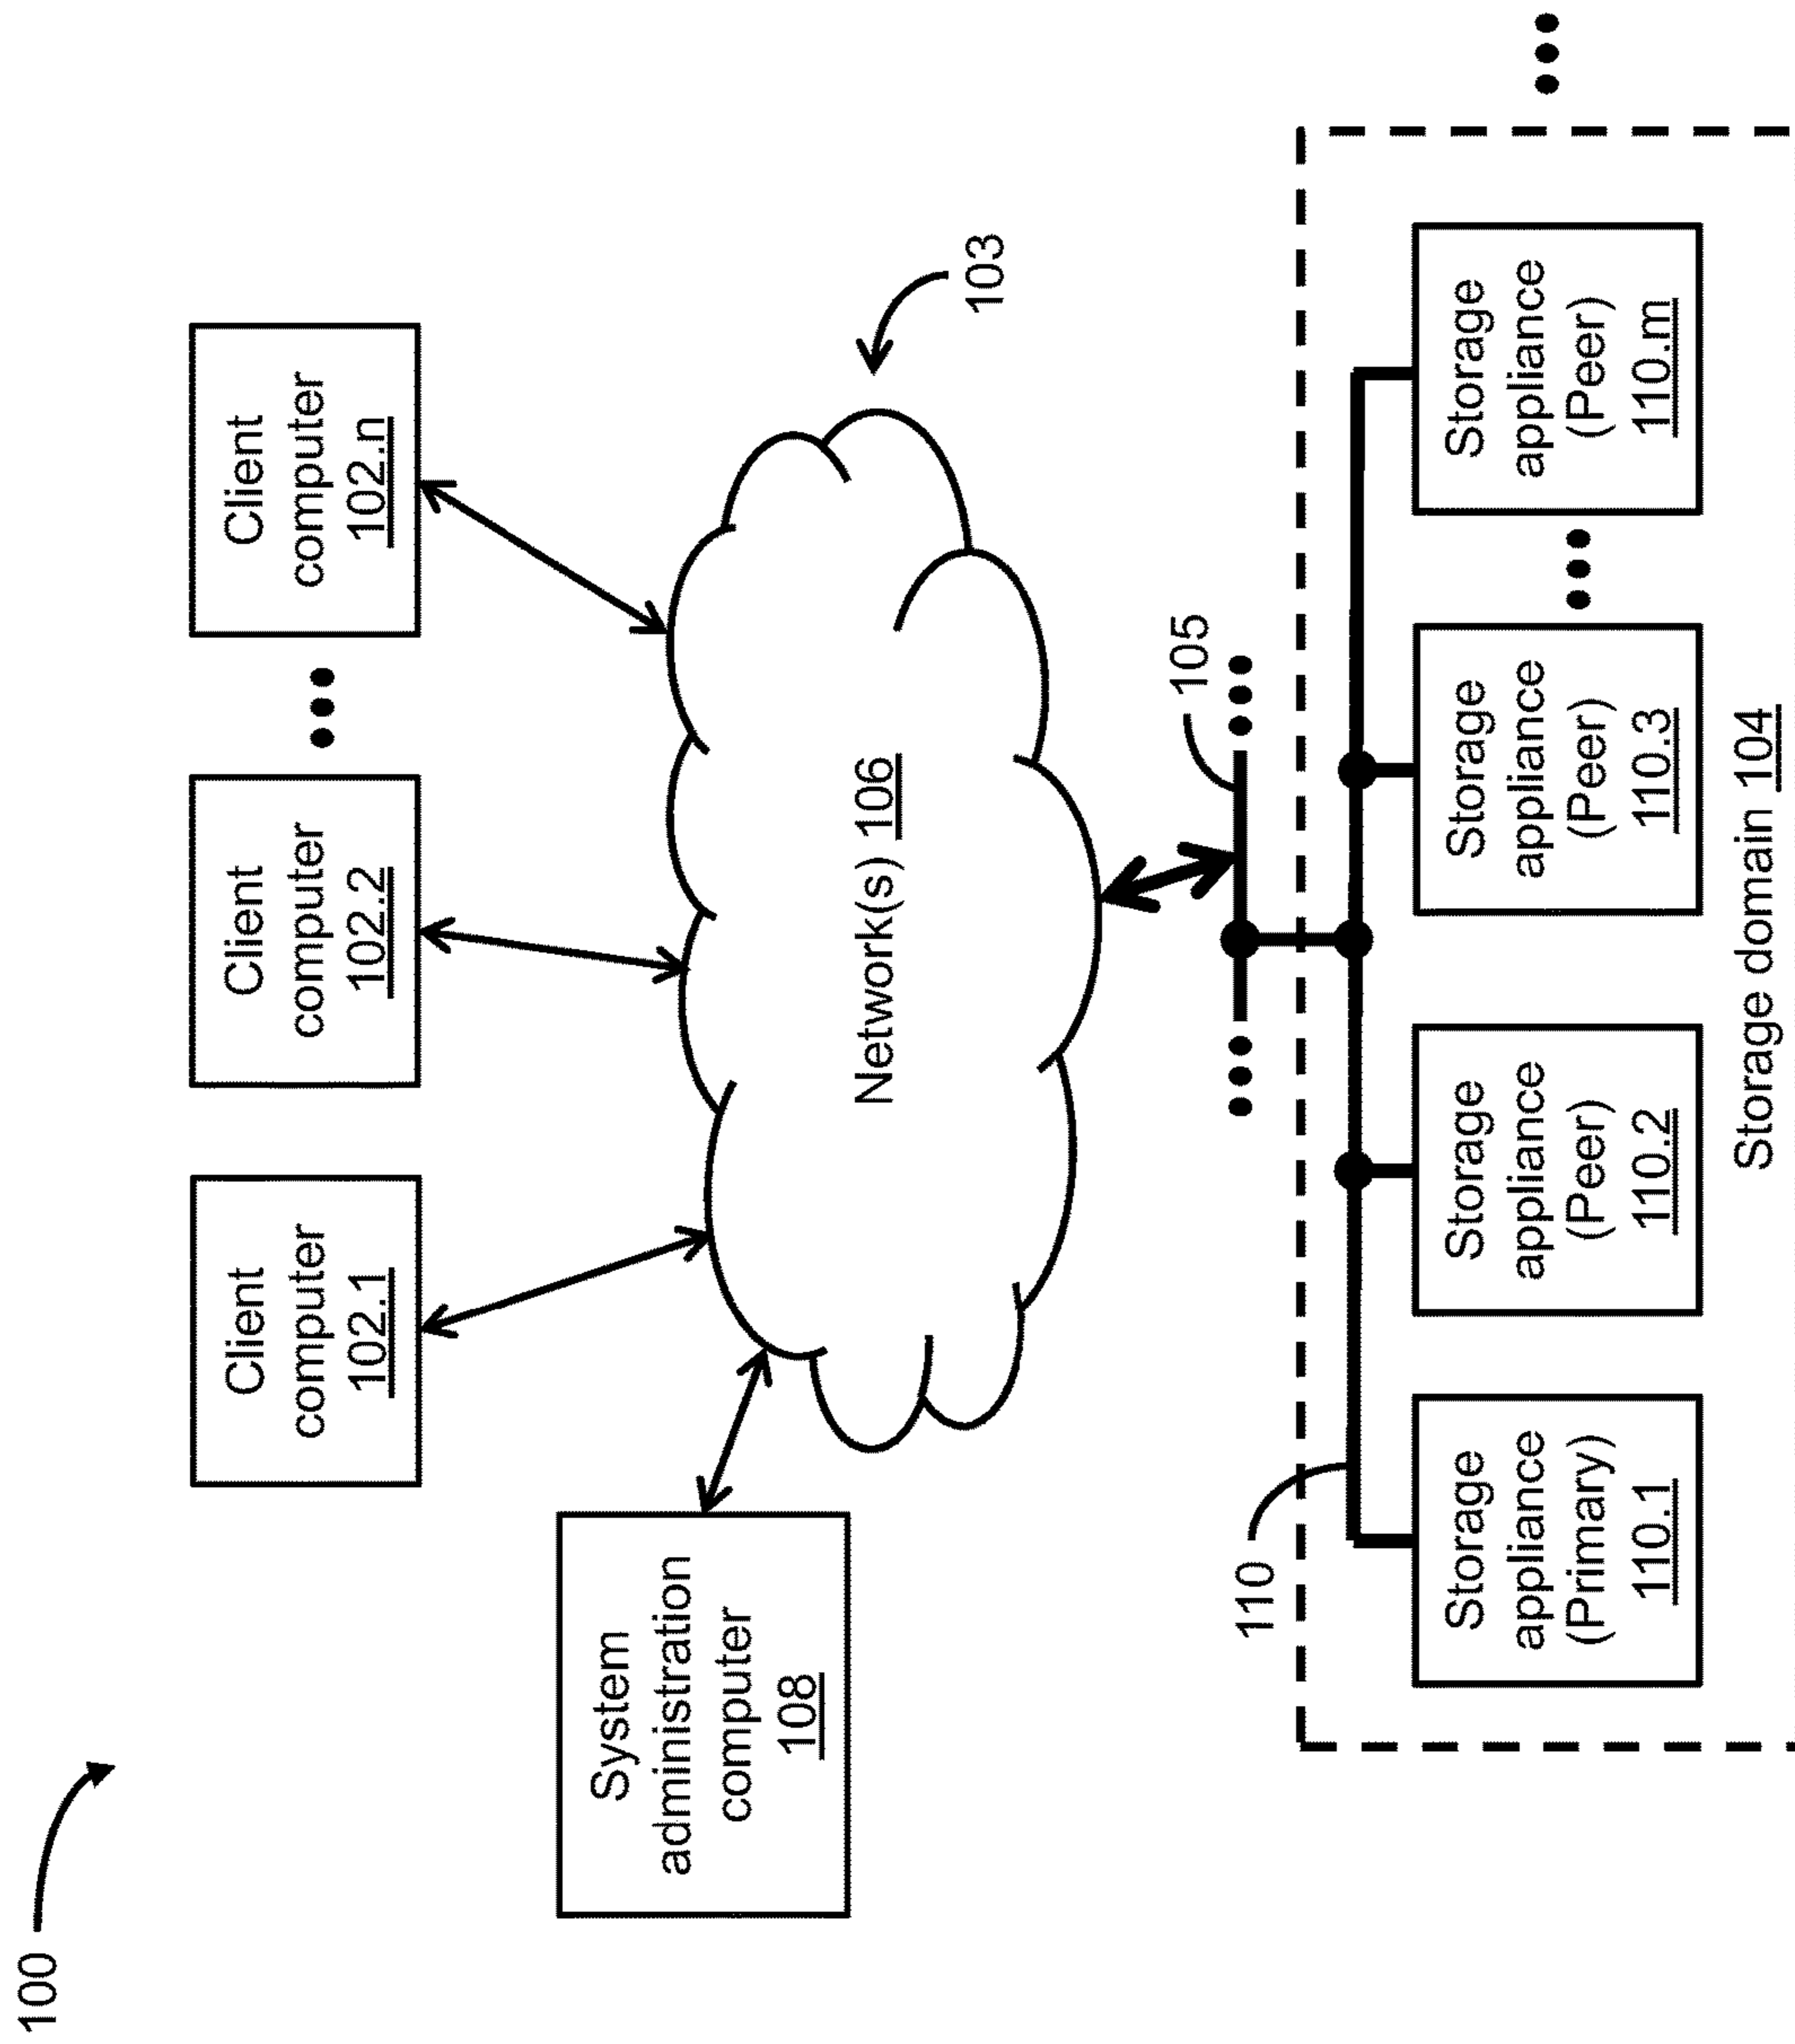 100
Client
computer
102.1
Client
computer
102.2
Client
computer
102.n
System
administration
computer
108
103
Network(s) 106
105
110
Storage
appliance
(Primary)
110.1
Storage
appliance
(Peer)
110.2
Storage
appliance
(Peer)
110.3
Storage
appliance
(Peer)
110.m
Storage domain 104